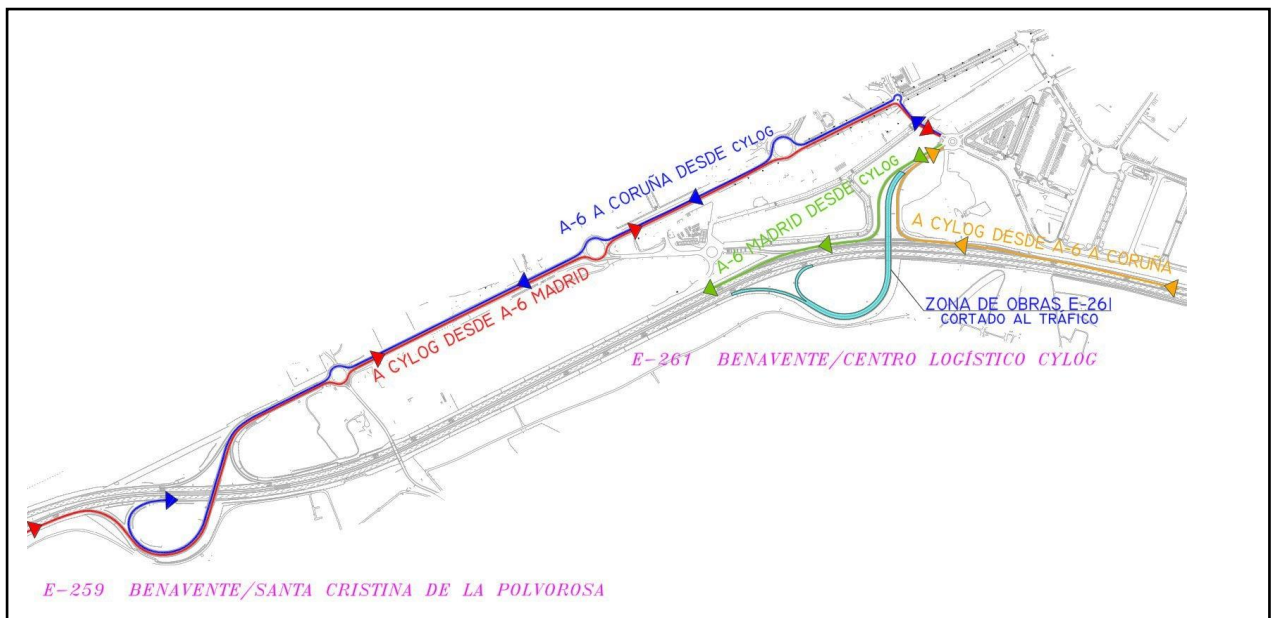 A-6 A CORUÑA DESDE CYLOG
A CYLOG DESDE A-6 MADRID
A-6 MADRID DESDE CYLOG
A CYLOG DESDE A-6 A CORUÑA
ZONA DE OBRAS E-261
CORTADO AL TRÁFICO
E-261 BENAVENTE/CENTRO LOGÍSTICO CYLOG
E-259 BENAVENTE/SANTA CRISTINA DE LA POLVOROSA